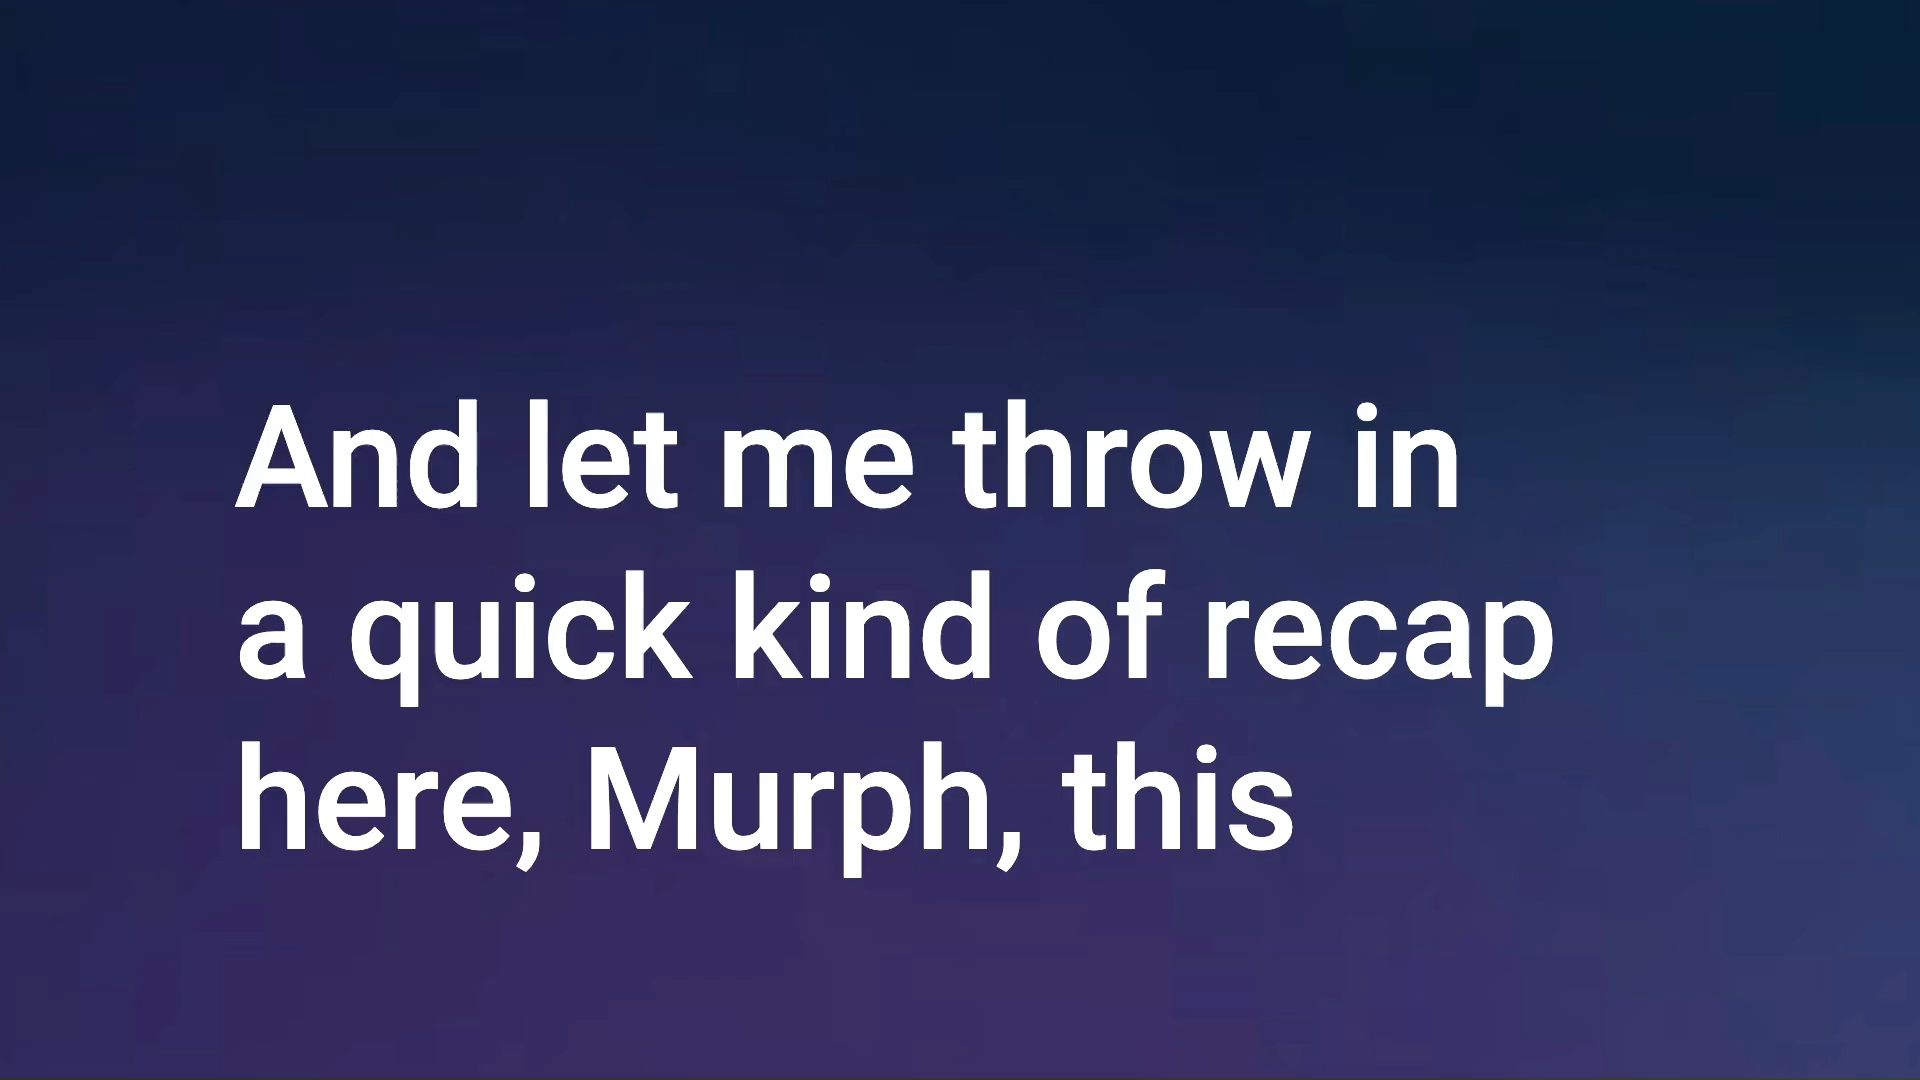 And let me throw in
a quick kind of recap
here, Murph, this